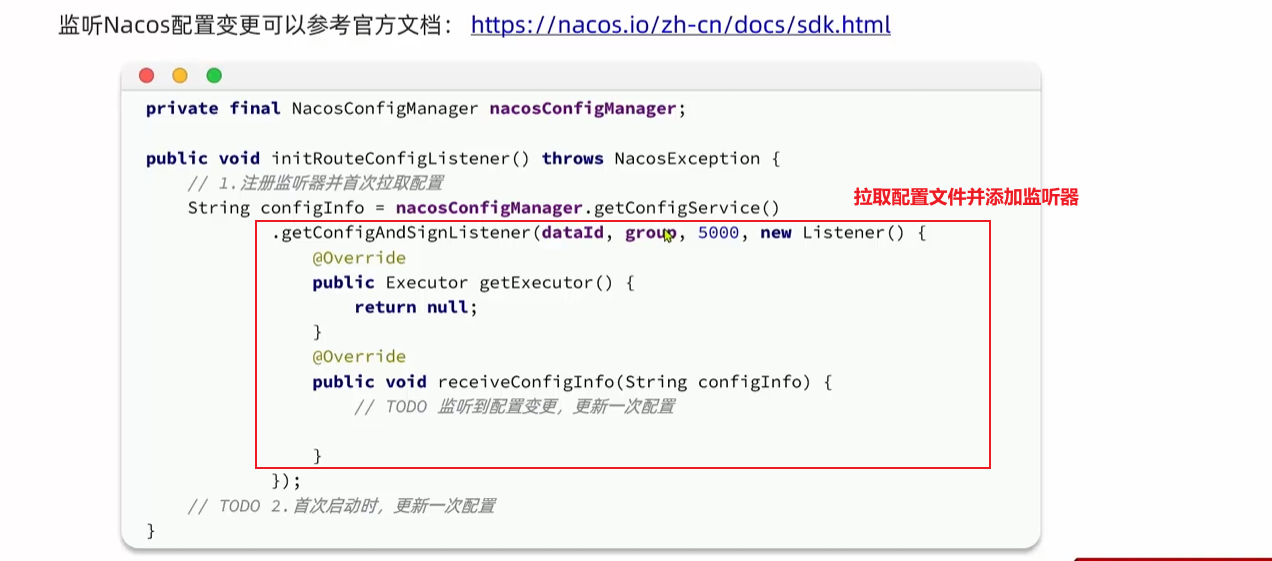 监听Nacos配置变更可以参考官方文档： https://nacos.io/zh-cn/docs/sdk.html
private final NacosConfigManager nacosConfigManager;
public void initRouteConfigListener() throws NacosException {
// 1.注册监听器并首次拉取配置
拉取配置文件并添加监听器
String configInfo = nacosConfigManager.getConfigService()
.getConfigAndSignListener(dataId, group, 5000, new Listener() {
@Override
public Executor getExecutor() {
return null;
}
@Override
public void receiveConfigInfo(String configInfo) {
// TODO 监听到配置变更，更新一次配置
}
});
// TODO 2.首次启动时，更新一次配置
}